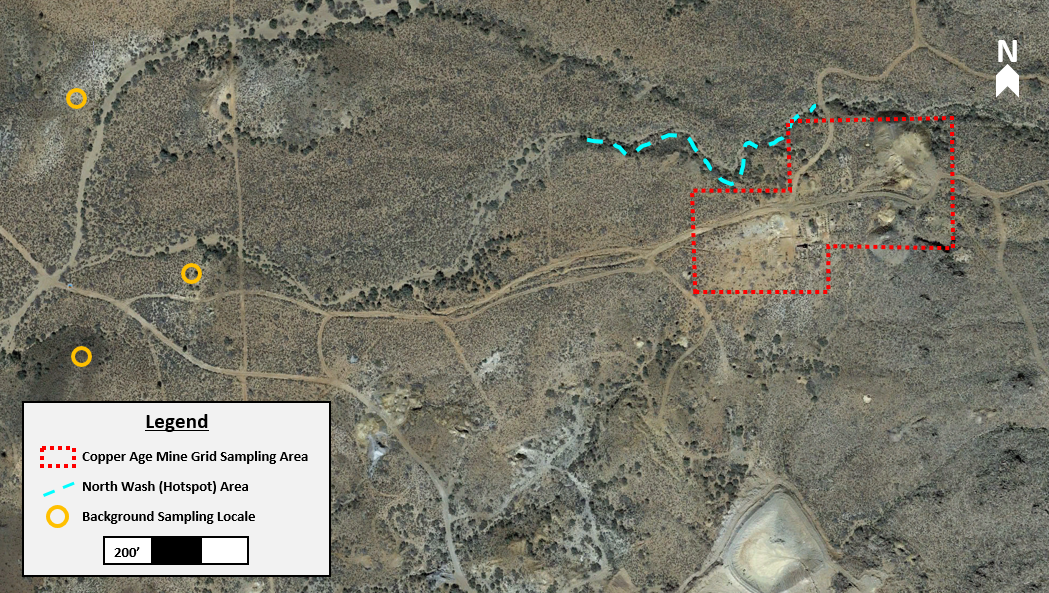 N
Legend
Copper Age Mine Grid Sampling Area
North Wash (Hotspot) Area
Background Sampling Locale
200'